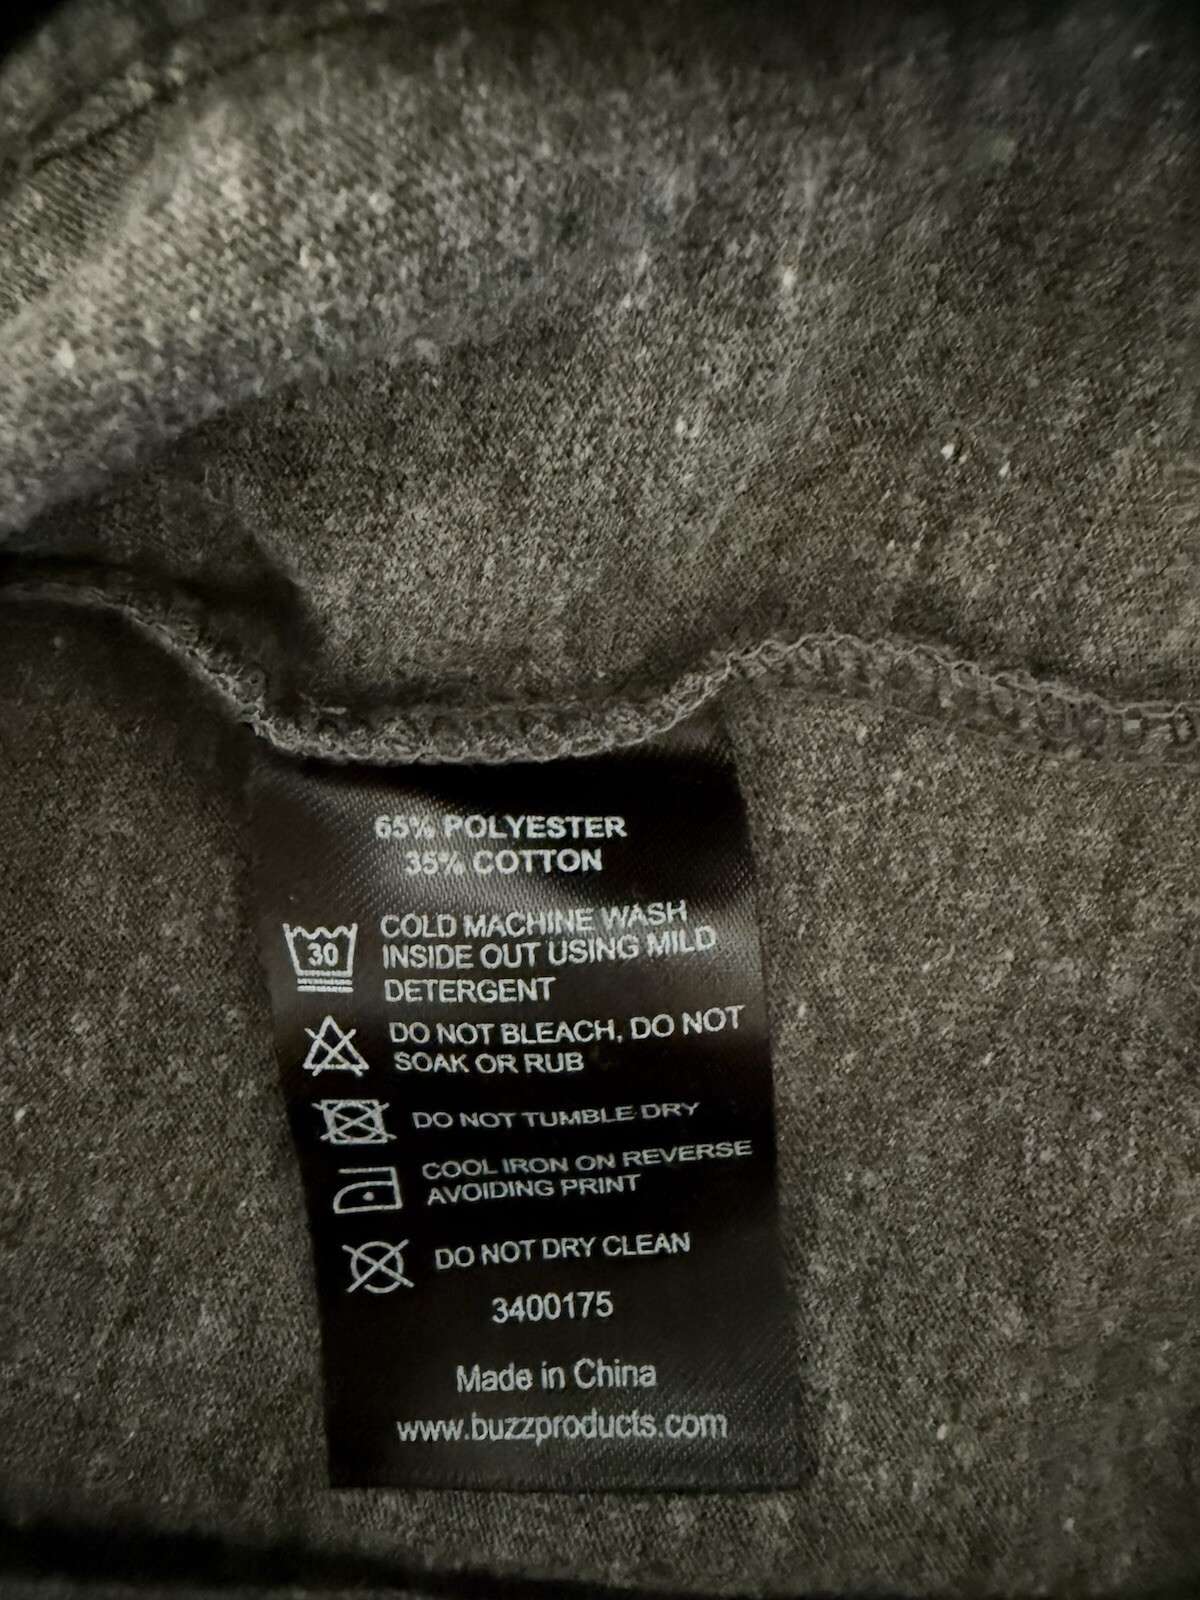 65% POLYESTER
35% COTTON
30
COLD MACHINE WASH
INSIDE OUT USING MILD
DETERGENT
DO NOT BLEACH, DO NOT
SOAK OR RUB
DO NOT TUMBLE DRY
COOL IRON ON REVERSE
AVOIDING PRINT
DO NOT DRY CLEAN
3400175
Made in China
www.buzzproducts.com